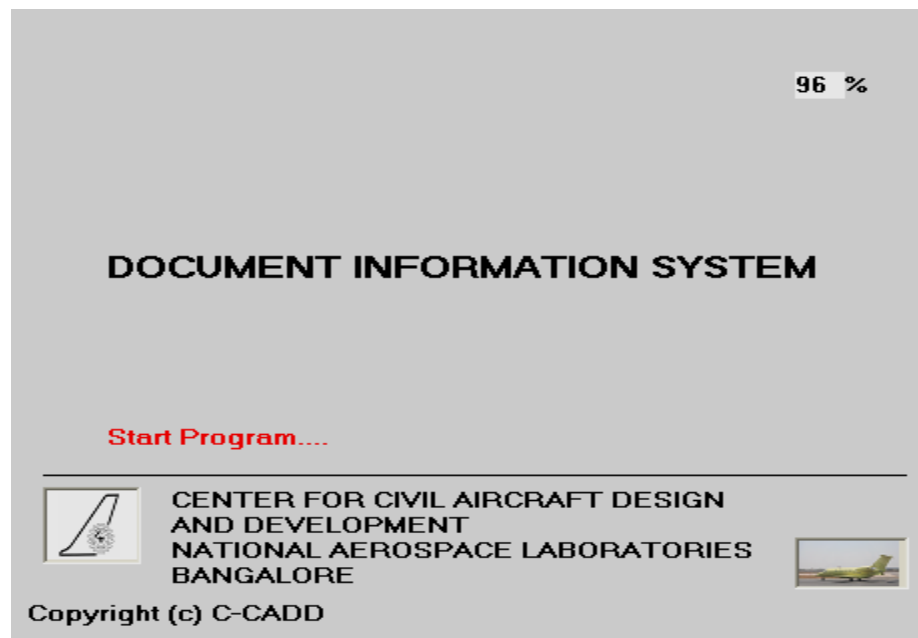 96 %
DOCUMENT INFORMATION SYSTEM
Start Program....
CENTER FOR CIVIL AIRCRAFT DESIGN
AND DEVELOPMENT
NATIONAL AEROSPACE LABORATORIES
BANGALORE
Copyright (c) C-CADD